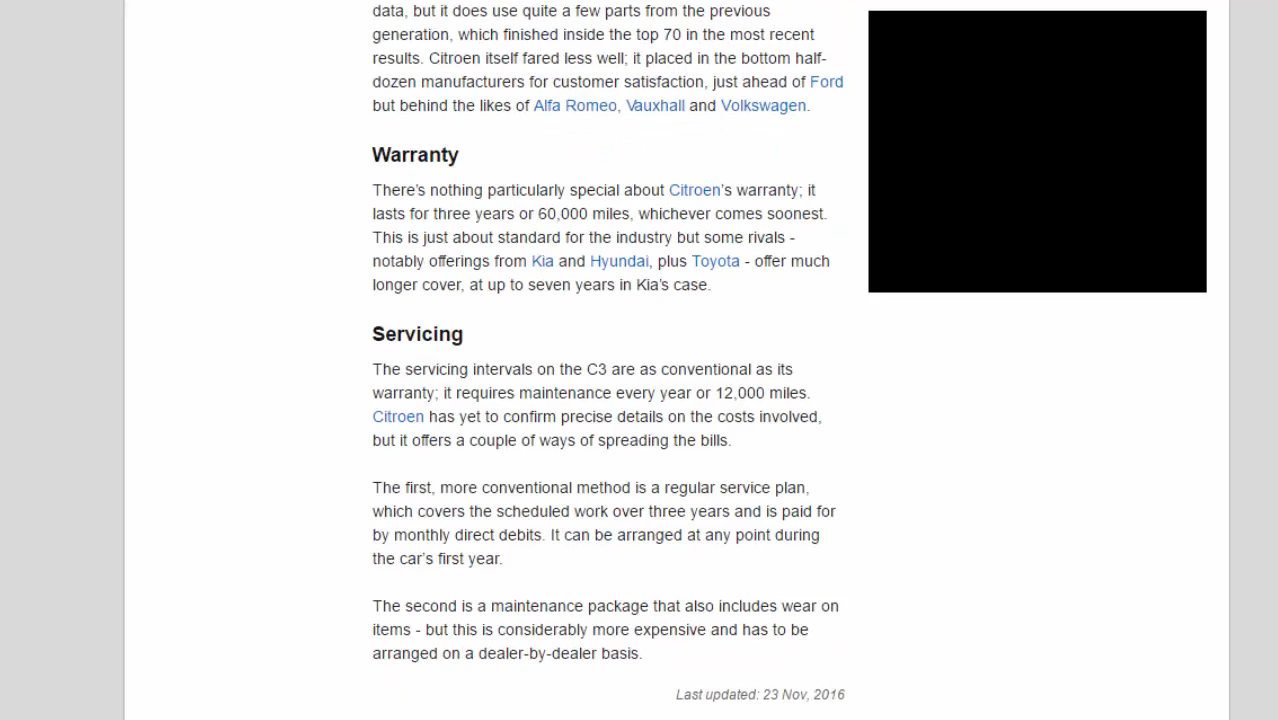 data, but it does use quite a few parts from the previous
generation, which finished inside the top 70 in the most recent
results. Citroen itself fared less well; it placed in the bottom half-
dozen manufacturers for customer satisfaction, just ahead of Ford
but behind the likes of Alfa Romeo, Vauxhall and Volkswagen.
Warranty
There’s nothing particularly special about Citroen’s warranty; it
lasts for three years or 60,000 miles, whichever comes soonest.
This is just about standard for the industry but some rivals -
notably offerings from Kia and Hyundai, plus Toyota - offer much
longer cover, at up to seven years in Kia’s case.
Servicing
The servicing intervals on the C3 are as conventional as its
warranty; it requires maintenance every year or 12,000 miles.
Citroen has yet to confirm precise details on the costs involved,
but it offers a couple of ways of spreading the bills.
The first, more conventional method is a regular service plan,
which covers the scheduled work over three years and is paid for
by monthly direct debits. It can be arranged at any point during
the car’s first year.
The second is a maintenance package that also includes wear on
items - but this is considerably more expensive and has to be
arranged on a dealer-by-dealer basis.
Last updated: 23 Nov, 2016